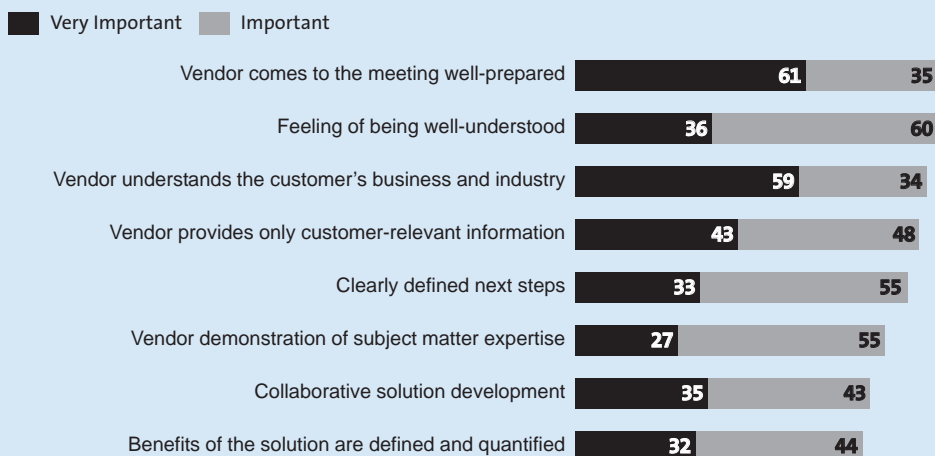 Very Important Important
Vendor comes to the meeting well-prepared 61 35
Feeling of being well-understood 36 60
Vendor understands the customer’s business and industry 59 34
Vendor provides only customer-relevant information 43 48
Clearly defined next steps 33 55
Vendor demonstration of subject matter expertise 27 55
Collaborative solution development 35 43
Benefits of the solution are defined and quantified 32 44